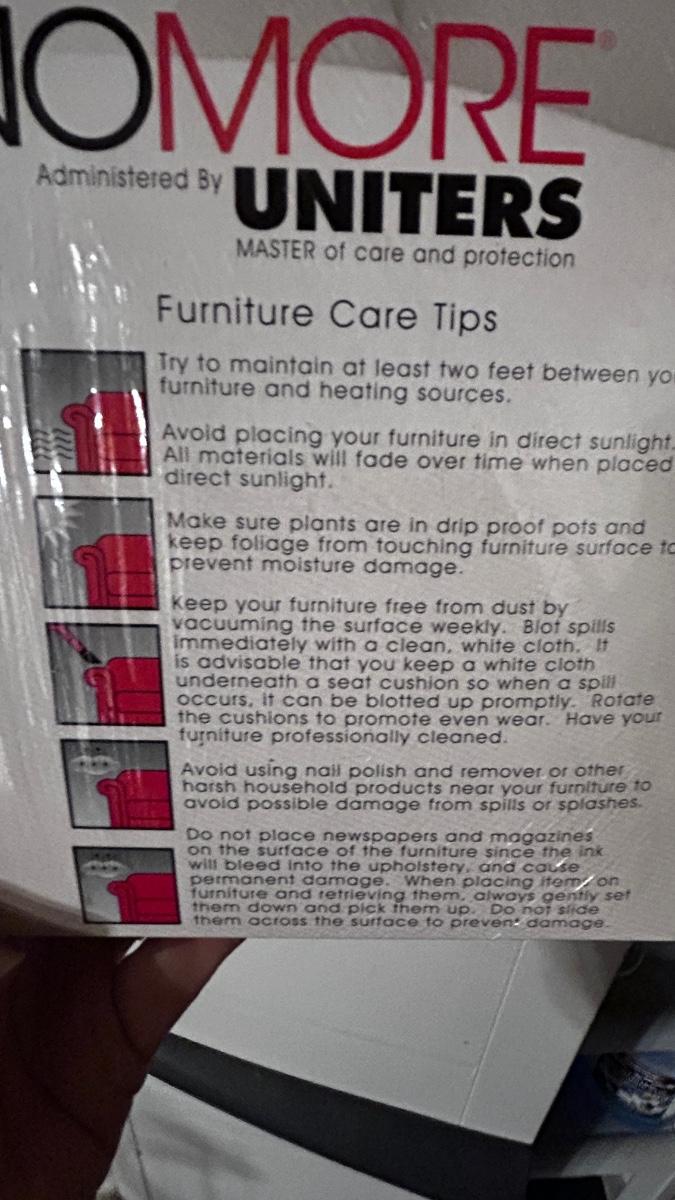 NOMORE®
Administered By UNITERS
MASTER of care and protection
Furniture Care Tips
Try to maintain at least two feet between yo
furniture and heating sources.
Avoid placing your furniture in direct sunlight.
All materials will fade over time when placed
direct sunlight.
Make sure plants are in drip proof pots and
keep foliage from touching furniture surface to
prevent moisture damage.
Keep your furniture free from dust by
vacuuming the surface weekly. Blot spills
immediately with a clean, white cloth. It
is advisable that you keep a white cloth
underneath a seat cushion so when a spill
occurs, it can be blotted up promptly. Rotate
the cushions to promote even wear. Have your
furniture professionally cleaned.
Avoid using nail polish and remover or other
harsh household products near your furniture to
avoid possible damage from spills or splashes.
Do not place newspapers and magazines
on the surface of the furniture since the ink
will bleed into the upholstery, and cause
permanent damage. When placing items on
furniture and retrieving them, always gently set
them down and pick them up. Do not slide
them across the surface to prevent damage.